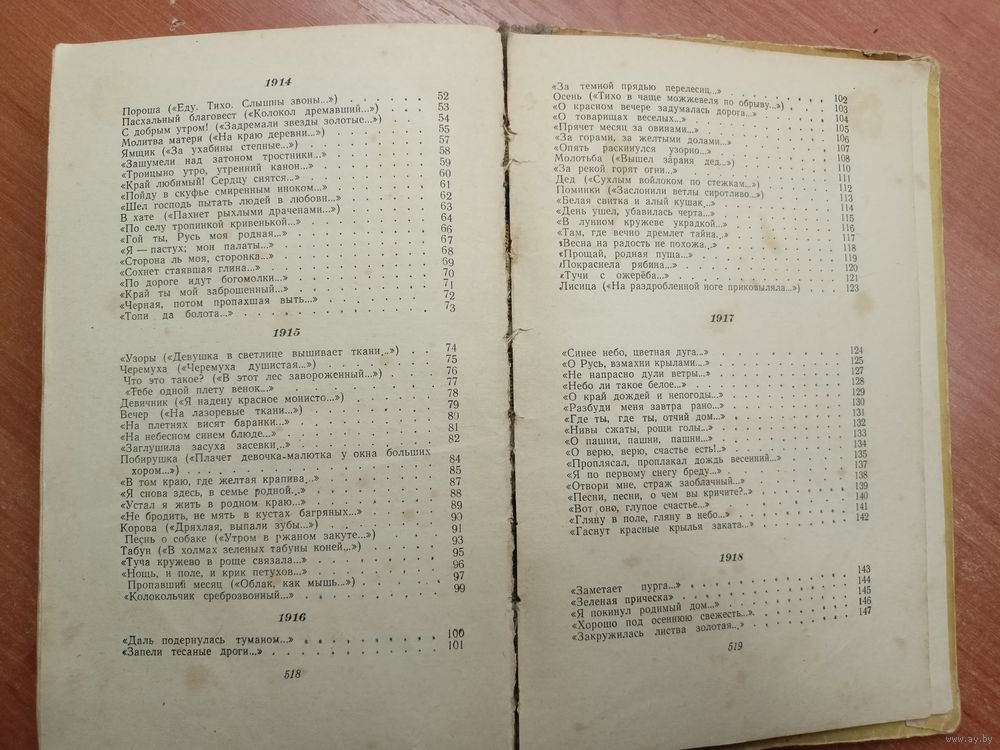 1914
Пороша («Еду. Тихо. Слышны звоны...») . . . . . 52
Пасхальный благовест («Колокол дремавший...») . . . 53
С добрым утром! («Задремали звезды золотые...») . . . 54
Молитва матери («На краю деревни...») . . . . . 55
Ямщик («За ухабины степные...») . . . . . . 57
«Зашумели над затоном тростники...» . . . . . . 58
«Троицыно утро, утренний канон...» . . . . . . 59
«Край любимый! Сердцу снятся...» . . . . . . 60
«Пойду в скуфье смиренным иноком...» . . . . . 61
«Шел господь пытать людей в любови...» . . . . . 62
В хате («Пахнет рыхлыми драченами...») . . . . . 63
«По селу тропинкой кривенькой...» . . . . . . 64
«Гой ты, Русь моя родная...» . . . . . . . 66
«Я — пастух; мои палаты...» . . . . . . . 67
«Сторона ль моя, сторонка...» . . . . . . . 68
«Сохнет стаявшая глина...» . . . . . . . . 69
«По дороге идут богомолки...» . . . . . . . 70
«Край ты мой заброшенный...» . . . . . . . 71
«Черная, потом пропахшая выть...» . . . . . . 72
«Топи да болота...» . . . . . . . . . . 73
1915
«Узоры («Девушка в светлице вышивает ткани...») . . 74
Черемуха («Черемуха душистая...») . . . . . . 75
Что это такое? («В этот лес завороженный...») . . . 76
«Тебе одной плету венок...» . . . . . . . 77
Девичник («Я надену красное монисто...») . . . . 78
Вечер («На лазоревые ткани...») . . . . . . 79
«На плетнях висят баранки...» . . . . . . . 80
«На небесном синем блюде...» . . . . . . . 81
«Заглушила засуха засевки...» . . . . . . . 82
Побирушка («Плачет девочка-малютка у окна больших
хором...») . . . . . . . . . . . 84
«В том краю, где желтая крапива...» . . . . . . 85
«Я снова здесь, в семье родной...» . . . . . . 87
«Устал я жить в родном краю...» . . . . . . 88
«Не бродить, не мять в кустах багряных...» . . . . 89
Корова («Дряхлая, выпали зубы...») . . . . . . 90
Песнь о собаке («Утром в ржаном закуте...») . . . . 91
Табун («В холмах зеленых табуны коней...») . . . . 93
«Туча кружево в роще связала...» . . . . . . 95
«Нощь, и поле, и крик петухов...» . . . . . . 96
Пропавший месяц («Облак, как мышь...») . . . . . 97
«Колокольчик среброзвонный...» . . . . . . . 99
1916
«Даль подернулась туманом...» . . . . . . . 100
«Запели тесаные дроги...» . . . . . . . . 101
518
«За темной прядью перелесиц...» . . . . . . 102
Осень («Тихо в чаще можжевеля по обрыву...») . . . 103
«О красном вечере задумалась дорога...» . . . . . 104
«О товарищах веселых...» . . . . . . . . 105
«Прячет месяц за овинами...» . . . . . . . 106
«За горами, за желтыми долами...» . . . . . . 107
«Опять раскинулся узорно...» . . . . . . . 108
Молотьба («Вышел зараия дед...») . . . . . . 110
«За рекой горят огни...» . . . . . . . . 111
Дед («Сухлым войлоком по стежкам...») . . . . . 112
Поминки («Заслонили ветлы сиротливо...») . . . . 113
«Белая свитка и алый кушак...» . . . . . . . 114
«День ушел, убавилась черта...» . . . . . . . 115
«В лунном кружеве украдкой...» . . . . . . . 116
«Там, где вечно дремлет тайна...» . . . . . . 117
«Весна на радость не похожа...» . . . . . . . 118
«Прощай, родная пуща...» . . . . . . . . 119
«Покраснела рябина...» . . . . . . . . . 120
«Тучи с ожерёба...» . . . . . . . . . . 121
Лисица («На раздробленной ноге приковыляла...») . . . 123
1917
«Синее небо, цветная дуга...» . . . . . . . 124
«О Русь, взмахни крылами...» . . . . . . . 125
«Не напрасно дули ветры...» . . . . . . . . 127
«Небо ли такое белое...» . . . . . . . . 128
«О край дождей и непогоды...» . . . . . . . 129
«Разбуди меня завтра рано...» . . . . . . . 130
«Где ты, где ты, отчий дом...» . . . . . . . 131
«Нивы сжаты, рощи голы...» . . . . . . . . 132
«О пашни, пашни, пашни...» . . . . . . . . 133
«О верю, верю, счастье есть!..» . . . . . . . 134
«Проплясал, проплакал дождь весенний...» . . . . . 135
«Я по первому снегу бреду...» . . . . . . . 137
«Отвори мне, страж заоблачный...» . . . . . . 138
«Песни, песни, о чем вы кричите?..» . . . . . . 139
«Вот оно, глупое счастье...» . . . . . . . . 140
«Гляну в поле, гляну в небо...» . . . . . . . 141
«Гаснут красные крылья заката...» . . . . . . 142
1918
«Заметает пурга...» . . . . . . . . . . 143
«Зеленая прическа» . . . . . . . . . . 144
«Я покинул родимый дом...» . . . . . . . . 145
«Хорошо под осеннюю свежесть...» . . . . . . . 146
«Закружилась листва золотая...» . . . . . . . 147
519
www.ay.by